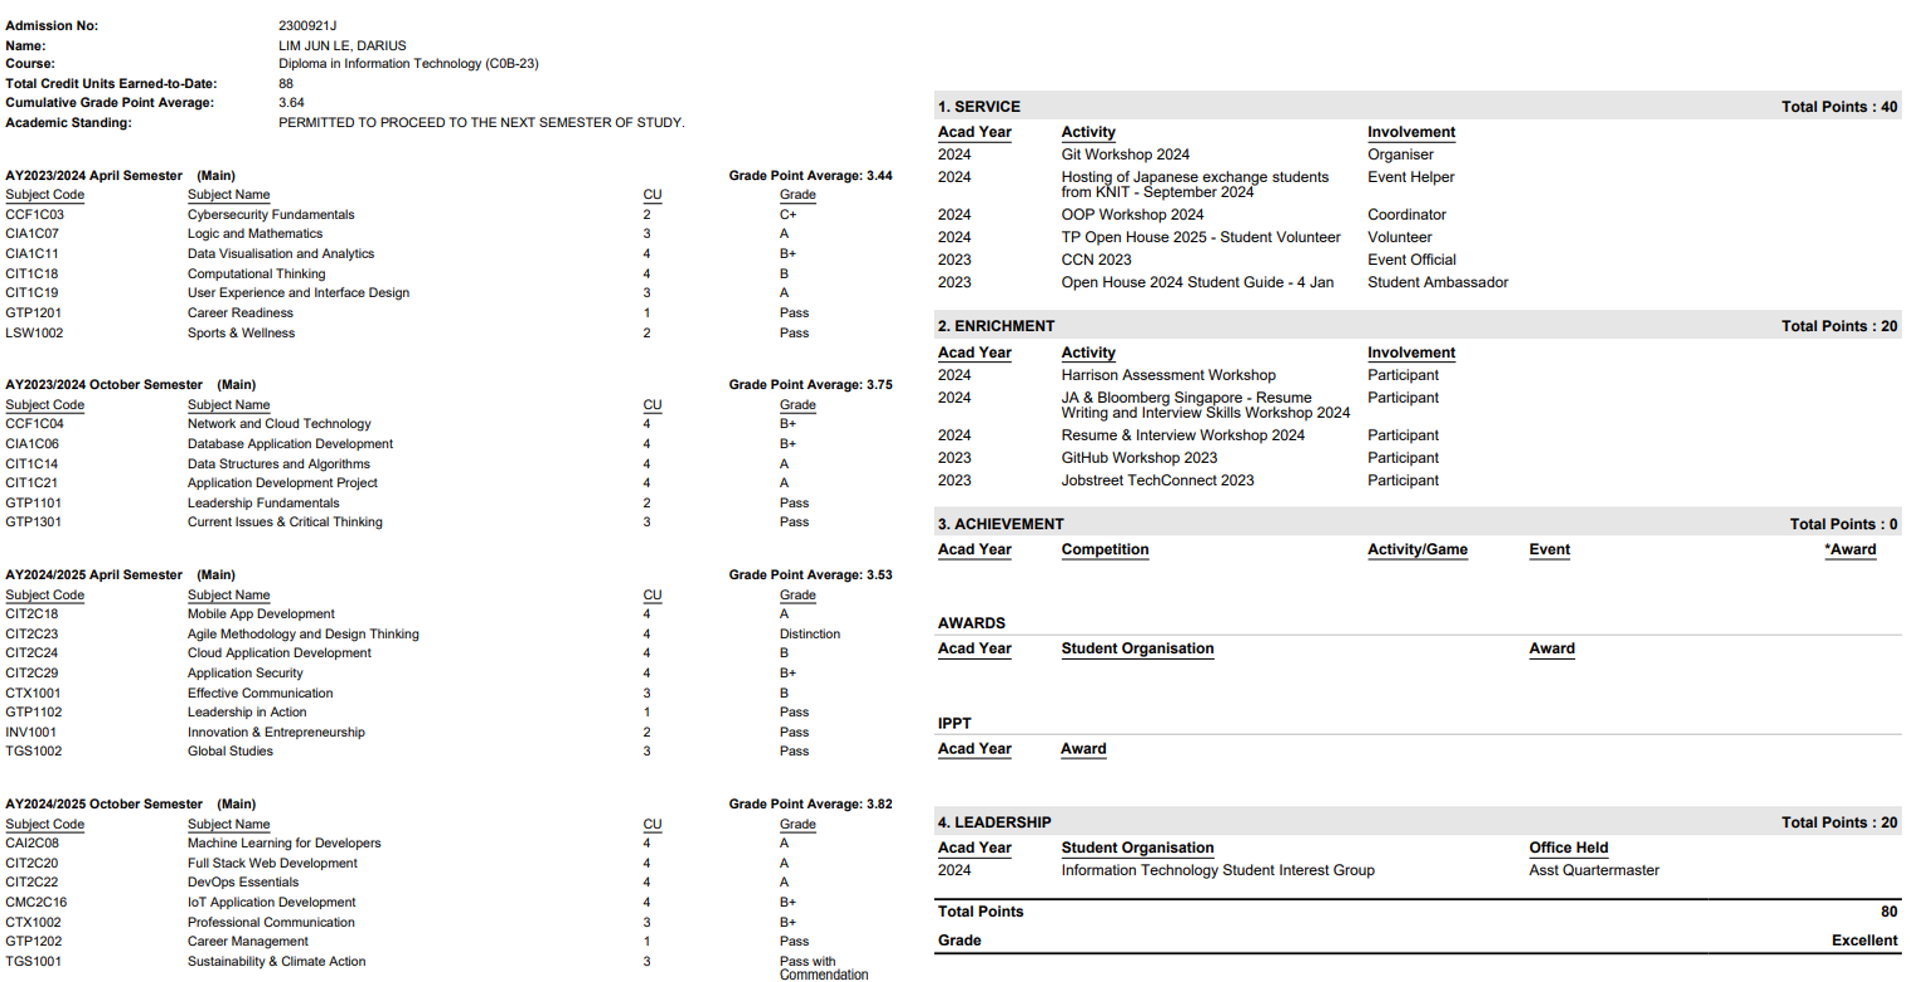 Admission No: 2300921J
Name: LIM JUN LE, DARIUS
Course: Diploma in Information Technology (C0B-23)
Total Credit Units Earned-to-Date: 88
Cumulative Grade Point Average: 3.64
Academic Standing: PERMITTED TO PROCEED TO THE NEXT SEMESTER OF STUDY.
AY2023/2024 April Semester (Main) Grade Point Average: 3.44
Subject Code Subject Name CU Grade
CCF1C03 Cybersecurity Fundamentals 2 C+
CIA1C07 Logic and Mathematics 3 A
CIA1C11 Data Visualisation and Analytics 4 B+
CIT1C18 Computational Thinking 4 B
CIT1C19 User Experience and Interface Design 3 A
GTP1201 Career Readiness 1 Pass
LSW1002 Sports & Wellness 2 Pass
AY2023/2024 October Semester (Main) Grade Point Average: 3.75
Subject Code Subject Name CU Grade
CCF1C04 Network and Cloud Technology 4 B+
CIA1C06 Database Application Development 4 B+
CIT1C14 Data Structures and Algorithms 4 A
CIT1C21 Application Development Project 4 A
GTP1101 Leadership Fundamentals 2 Pass
GTP1301 Current Issues & Critical Thinking 3 Pass
AY2024/2025 April Semester (Main) Grade Point Average: 3.53
Subject Code Subject Name CU Grade
CIT2C18 Mobile App Development 4 A
CIT2C23 Agile Methodology and Design Thinking 4 Distinction
CIT2C24 Cloud Application Development 4 B
CIT2C29 Application Security 4 B+
CTX1001 Effective Communication 3 B
GTP1102 Leadership in Action 1 Pass
INV1001 Innovation & Entrepreneurship 2 Pass
TGS1002 Global Studies 3 Pass
AY2024/2025 October Semester (Main) Grade Point Average: 3.82
Subject Code Subject Name CU Grade
CAI2C08 Machine Learning for Developers 4 A
CIT2C20 Full Stack Web Development 4 A
CIT2C22 DevOps Essentials 4 A
CMC2C16 IoT Application Development 4 B+
CTX1002 Professional Communication 3 B+
GTP1202 Career Management 1 Pass
TGS1001 Sustainability & Climate Action 3 Pass with
Commendation
1. SERVICE Total Points : 40
Acad Year Activity Involvement
2024 Git Workshop 2024 Organiser
2024 Hosting of Japanese exchange students Event Helper
from KNIT - September 2024
2024 OOP Workshop 2024 Coordinator
2024 TP Open House 2025 - Student Volunteer Volunteer
2023 CCN 2023 Event Official
2023 Open House 2024 Student Guide - 4 Jan Student Ambassador
2. ENRICHMENT Total Points : 20
Acad Year Activity Involvement
2024 Harrison Assessment Workshop Participant
2024 JA & Bloomberg Singapore - Resume Participant
Writing and Interview Skills Workshop 2024
2024 Resume & Interview Workshop 2024 Participant
2023 GitHub Workshop 2023 Participant
2023 Jobstreet TechConnect 2023 Participant
3. ACHIEVEMENT Total Points : 0
Acad Year Competition Activity/Game Event *Award
AWARDS
Acad Year Student Organisation Award
IPPT
Acad Year Award
4. LEADERSHIP Total Points : 20
Acad Year Student Organisation Office Held
2024 Information Technology Student Interest Group Asst Quartermaster
Total Points 80
Grade Excellent